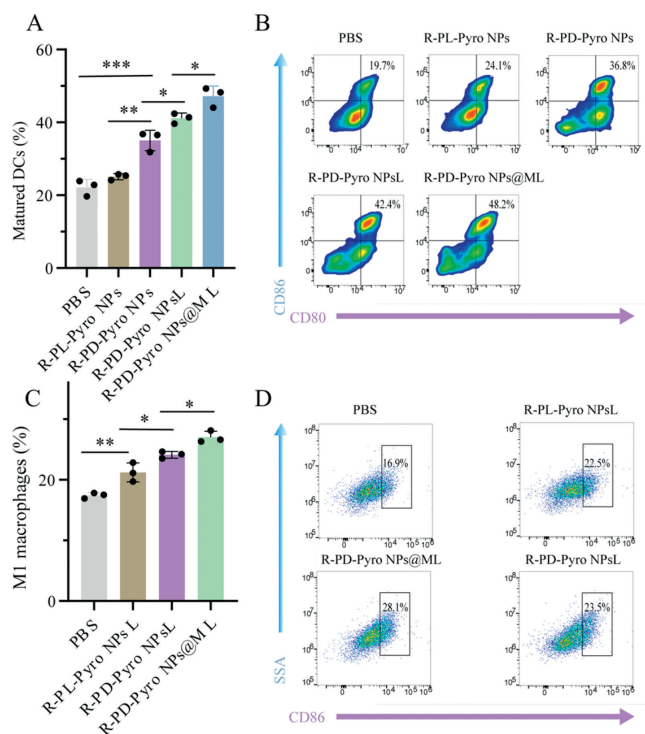 A
Matured DCs (%)
60
40
20
0
***
**
*
*
PBS
R-PL-Pyro NPs
R-PD-Pyro NPs
R-PD-Pyro NPsL
R-PD-Pyro NPs@ML
B
PBS
R-PL-Pyro NPs
R-PD-Pyro NPs
19.7%
24.1%
36.8%
R-PD-Pyro NPsL
R-PD-Pyro NPs@ML
42.4%
48.2%
CD86
CD80
C
M1 macrophages (%)
20
0
**
*
*
PBS
R-PL-Pyro NPsL
R-PD-Pyro NPsL
R-PD-Pyro NPs@ML
D
PBS
R-PL-Pyro NPsL
16.9%
22.5%
R-PD-Pyro NPs@ML
R-PD-Pyro NPsL
28.1%
23.5%
SSA
CD86